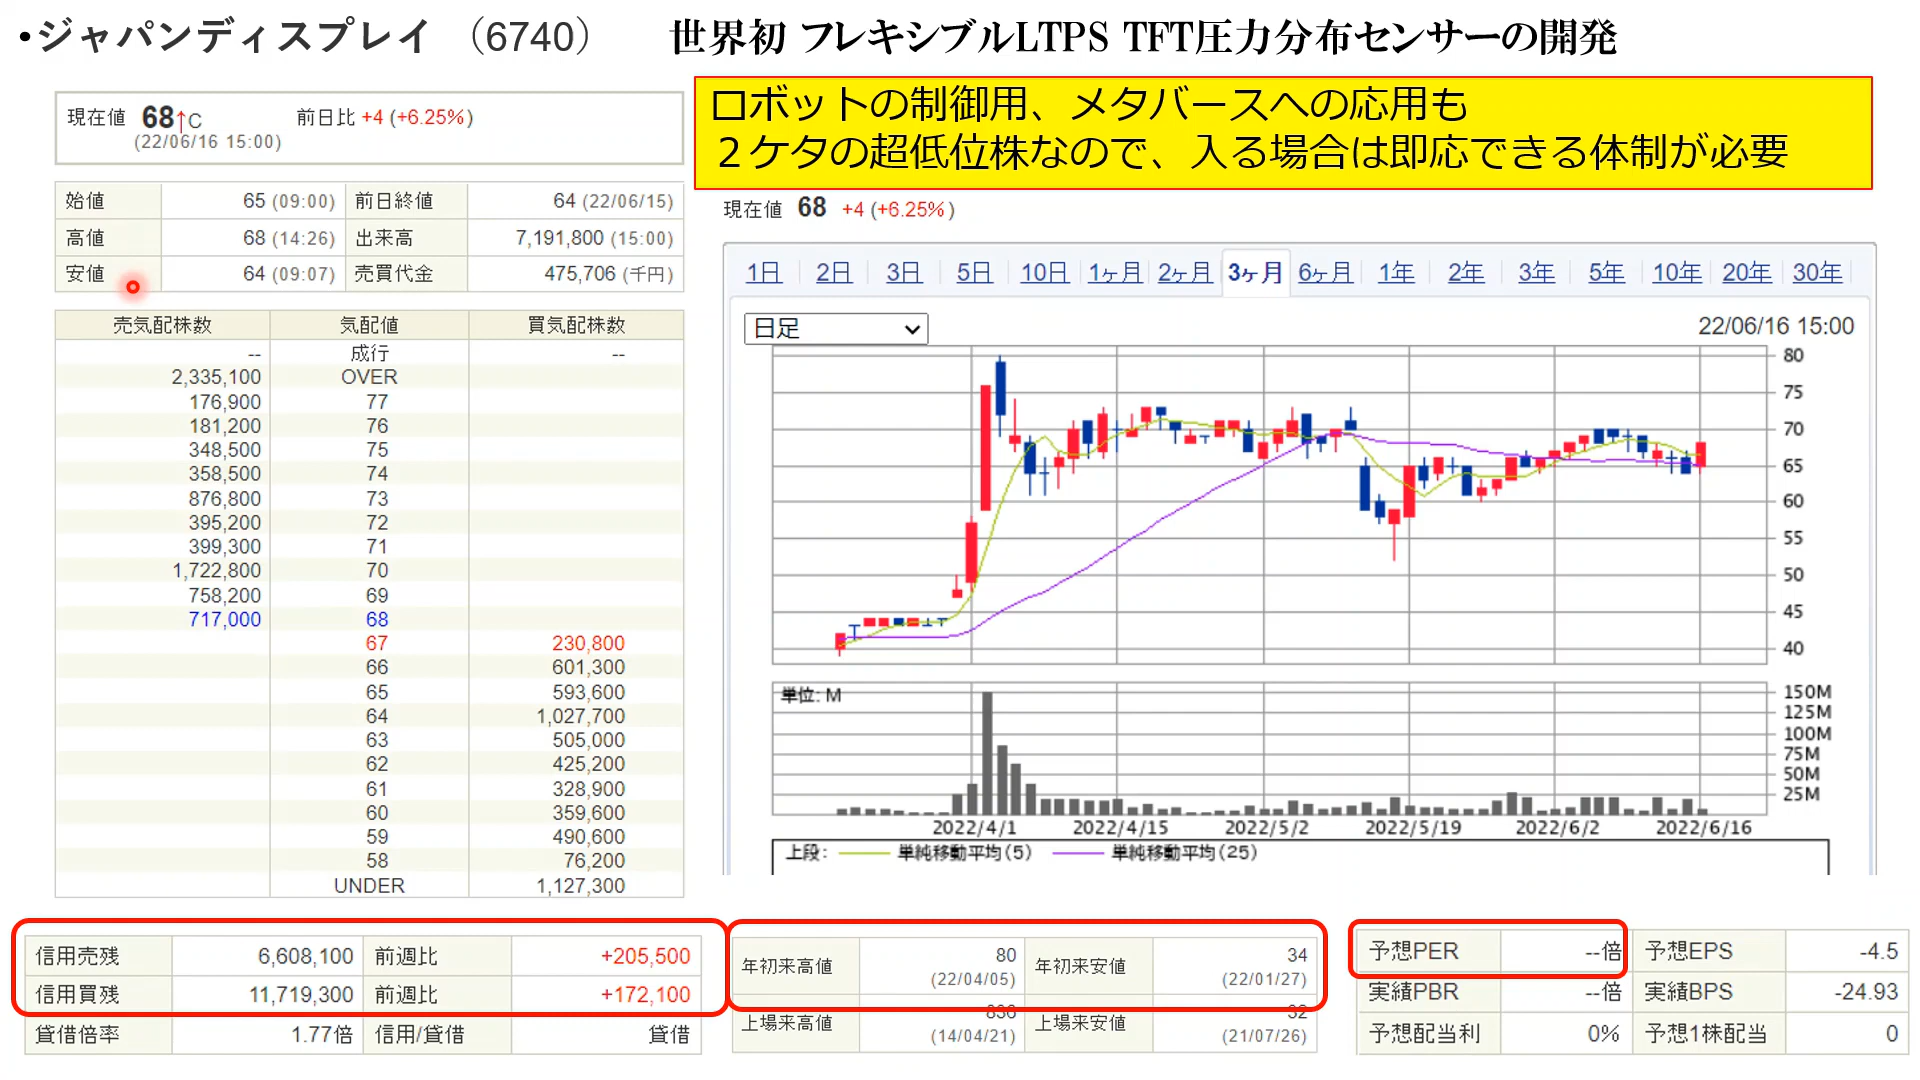 •ジャパンディスプレイ （6740） 世界初 フレキシブルLTPS TFT圧力分布センサーの開発
ロボットの制御用、メタバースへの応用も
２ケタの超低位株なので、入る場合は即応できる体制が必要
現在値 68↑C 前日比 +4 (+6.25%)
(22/06/16 15:00)
始値 65 (09:00) 前日終値 64 (22/06/15)
高値 68 (14:26) 出来高 7,191,800 (15:00)
安値 64 (09:07) 売買代金 475,706 (千円)
売気配株数 気配値 買気配株数
-- 成行 --
2,335,100 OVER
176,900 77
181,200 76
348,500 75
358,500 74
876,800 73
395,200 72
399,300 71
1,722,800 70
758,200 69
717,000 68
67 230,800
66 601,300
65 593,600
64 1,027,700
63 505,000
62 425,200
61 328,900
60 359,600
59 490,600
58 76,200
UNDER 1,127,300
現在値 68 +4 (+6.25%)
1日 2日 3日 5日 10日 1ヶ月 2ヶ月 3ヶ月 6ヶ月 1年 2年 3年 5年 10年 20年 30年
日足 22/06/16 15:00
80
75
70
65
60
55
50
45
40
単位: M
150M
125M
100M
75M
50M
25M
2022/4/1 2022/4/15 2022/5/2 2022/5/19 2022/6/2 2022/6/16
上段: 単純移動平均(5) 単純移動平均(25)
信用売残 6,608,100 前週比 +205,500
信用買残 11,719,300 前週比 +172,100
貸借倍率 1.77倍 信用/貸借 貸借
年初来高値 80 (22/04/05) 年初来安値 34 (22/01/27)
上場来高値 836 (14/04/21) 上場来安値 32 (21/07/26)
予想PER --倍 予想EPS -4.5
実績PBR --倍 実績BPS -24.93
予想配当利 0% 予想1株配当 0